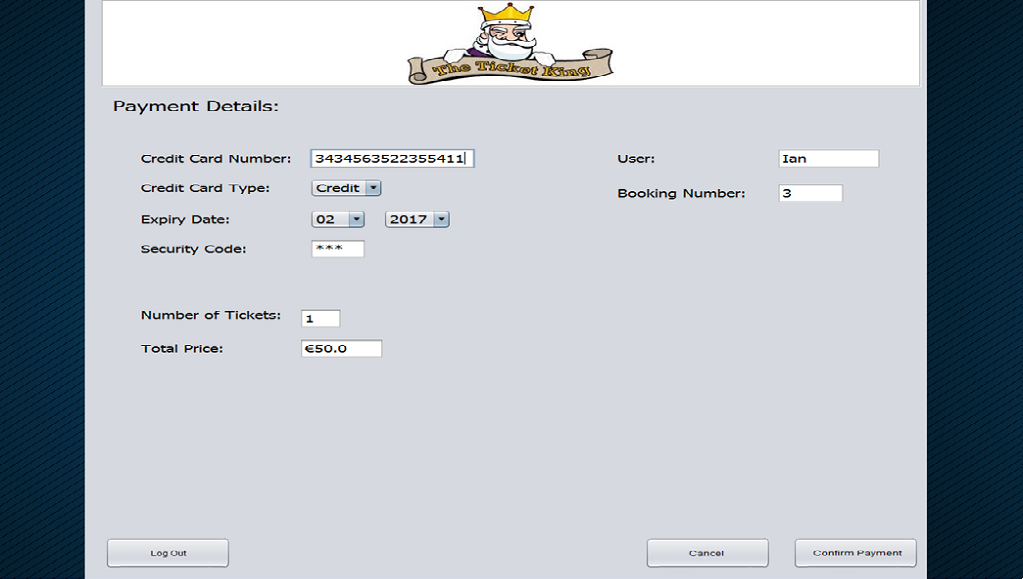 The Ticket King
Payment Details:
Credit Card Number: 3434563522355411
User: Ian
Credit Card Type: Credit
Booking Number: 3
Expiry Date: 02 2017
Security Code: ***
Number of Tickets: 1
Total Price: €50.0
Log Out
Cancel
Confirm Payment